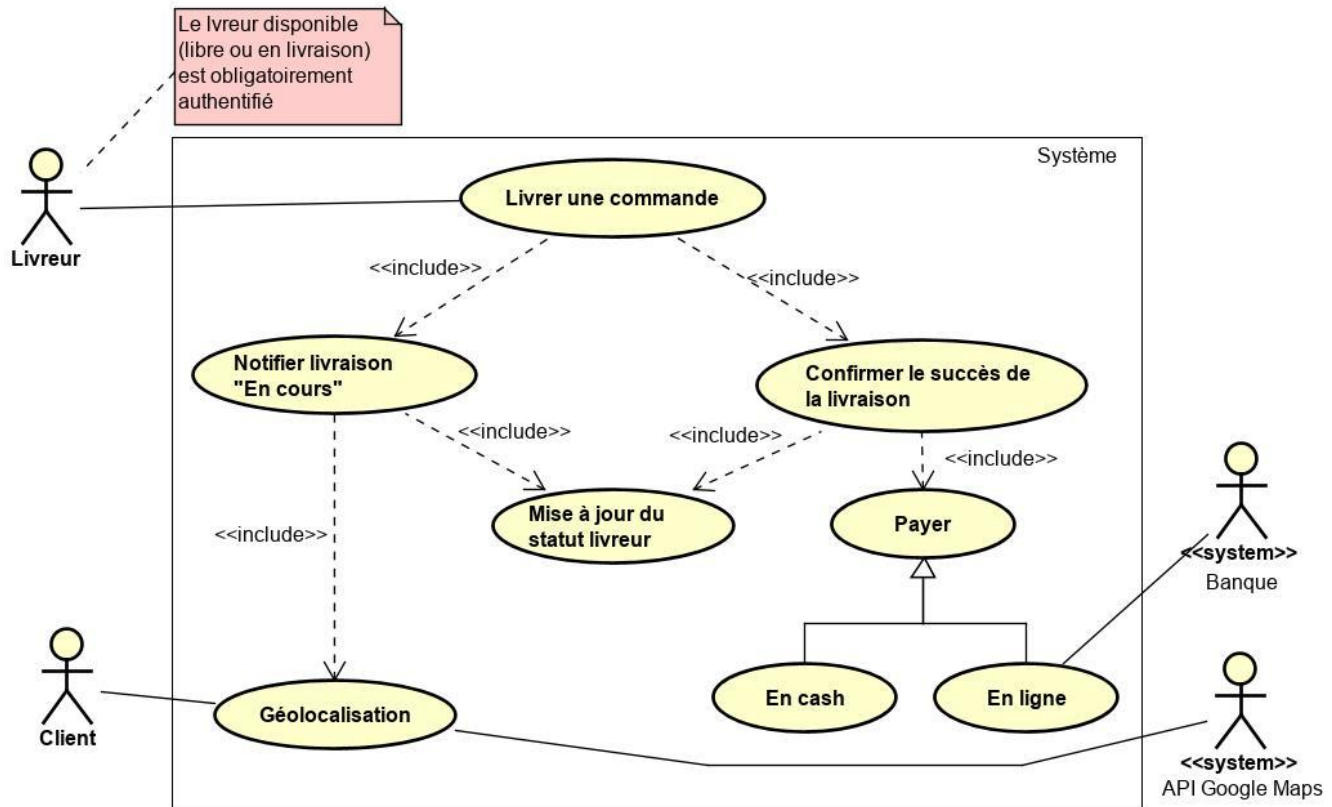 Le lvreur disponible
(libre ou en livraison)
est obligatoirement
authentifié
Système
Livreur
Livrer une commande
<<include>>
<<include>>
Notifier livraison
"En cours"
Confirmer le succès de
la livraison
<<include>>
<<include>>
<<include>>
<<include>>
Mise à jour du
statut livreur
Payer
<<system>>
Banque
Client
Géolocalisation
En cash
En ligne
<<system>>
API Google Maps